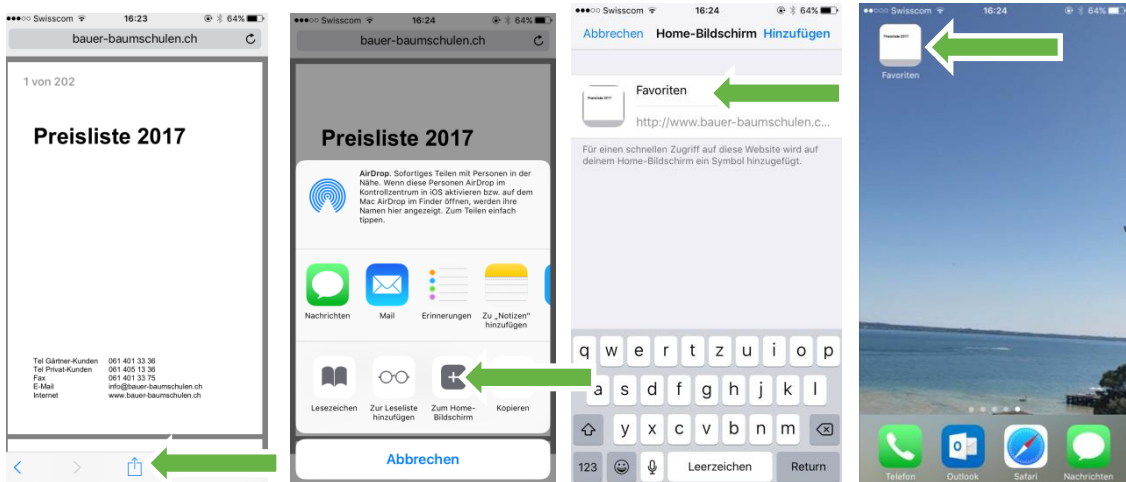 ●●●○○ Swisscom 16:23 64%
bauer-baumschulen.ch
1 von 202
Preisliste 2017
Tel Gärtner-Kunden 061 401 33 36
Tel Privat-Kunden 061 405 13 36
Fax 061 401 33 75
E-Mail info@bauer-baumschulen.ch
Internet www.bauer-baumschulen.ch
●●●○○ Swisscom 16:24 64%
bauer-baumschulen.ch
Preisliste 2017
AirDrop. Sofortiges Teilen mit Personen in der
Nähe. Wenn diese Personen AirDrop im
Kontrollzentrum in iOS aktivieren bzw. auf dem
Mac AirDrop im Finder öffnen, werden ihre
Namen hier angezeigt. Zum Teilen einfach
tippen.
Nachrichten Mail Erinnerungen Zu „Notizen"
hinzufügen
Lesezeichen Zur Leseliste Zum Home- Kopieren
hinzufügen Bildschirm
Abbrechen
●●●○○ Swisscom 16:24 64%
Abbrechen Home-Bildschirm Hinzufügen
Preisliste 2017
Favoriten
http://www.bauer-baumschulen.c...
Für einen schnellen Zugriff auf diese Website wird auf
deinem Home-Bildschirm ein Symbol hinzugefügt.
q w e r t z u i o p
a s d f g h j k l
y x c v b n m
123 Leerzeichen Return
●●●○○ Swisscom 16:24 64%
Preisliste 2017
Favoriten
Telefon Outlook Safari Nachrichten